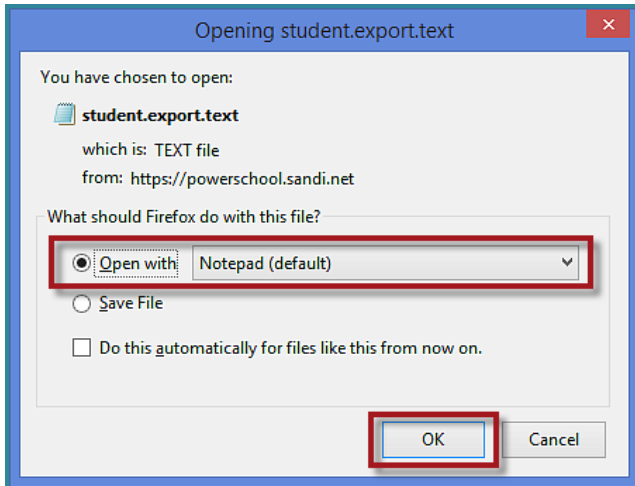 Opening student.export.text
You have chosen to open:
student.export.text
which is: TEXT file
from: https://powerschool.sandi.net
What should Firefox do with this file?
Open with Notepad (default)
Save File
Do this automatically for files like this from now on.
OK Cancel